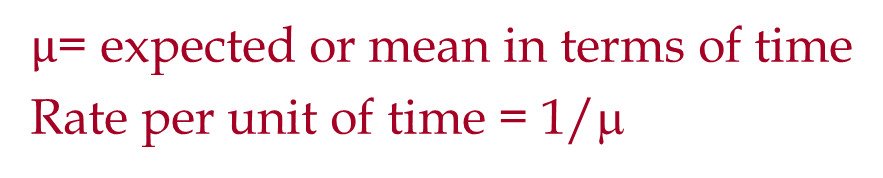 μ= expected or mean in terms of time
Rate per unit of time = 1/μ